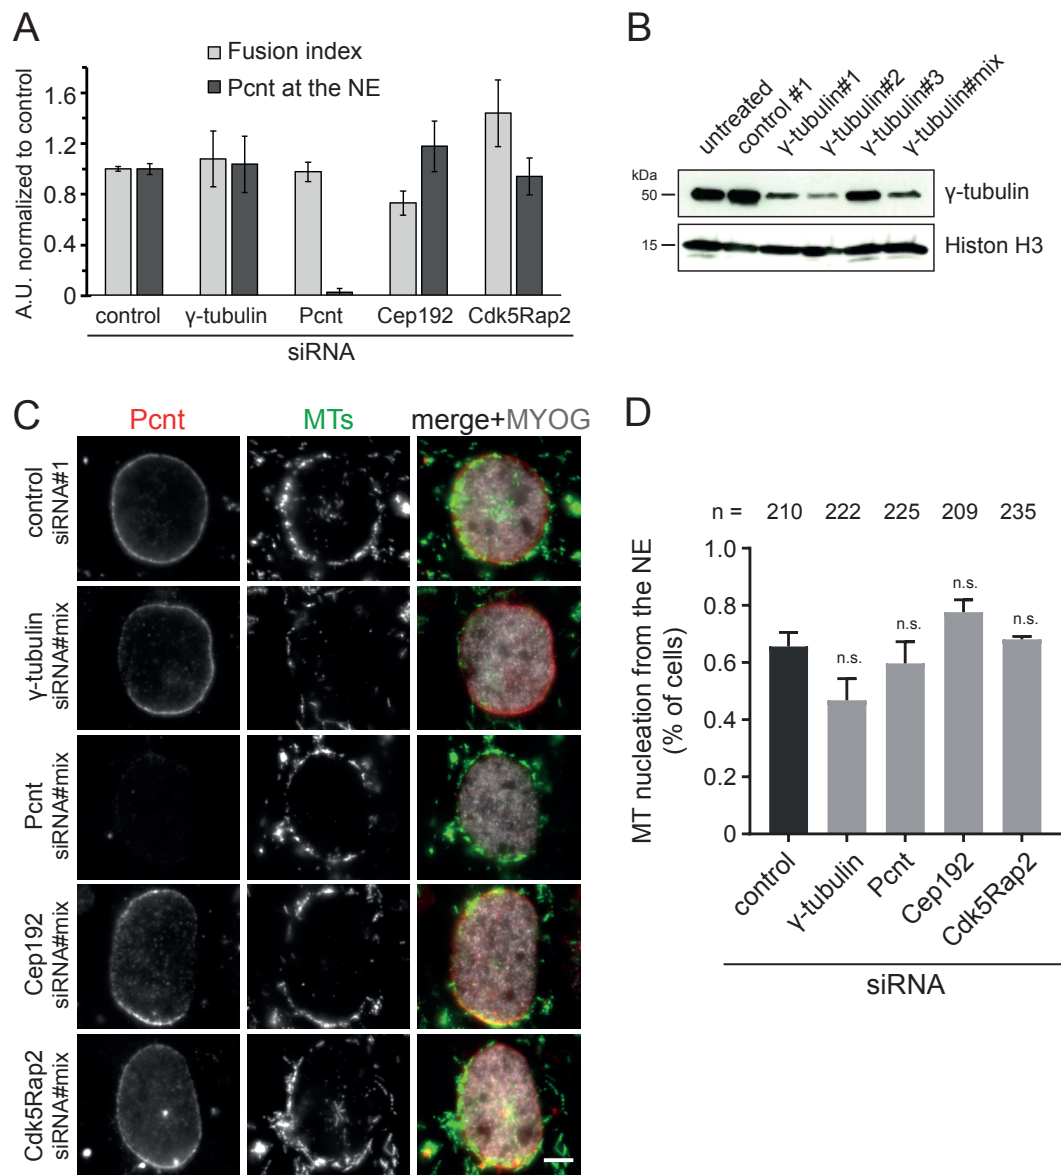 A
Fusion index
Pcnt at the NE
A.U. normalized to control
1.6
1.2
0.8
0.4
0
control γ-tubulin Pcnt Cep192 Cdk5Rap2
siRNA
B
untreated
control #1
γ-tubulin#1
γ-tubulin#2
γ-tubulin#3
γ-tubulin#mix
kDa
50
γ-tubulin
15
Histon H3
C
Pcnt MTs merge+MYOG
control
siRNA#1
γ-tubulin
siRNA#mix
Pcnt
siRNA#mix
Cep192
siRNA#mix
Cdk5Rap2
siRNA#mix
D
n = 210 222 225 209 235
MT nucleation from the NE
(% of cells)
1.0
0.8
0.6
0.4
0.2
0
n.s.
n.s.
n.s.
n.s.
control
γ-tubulin
Pcnt
Cep192
Cdk5Rap2
siRNA